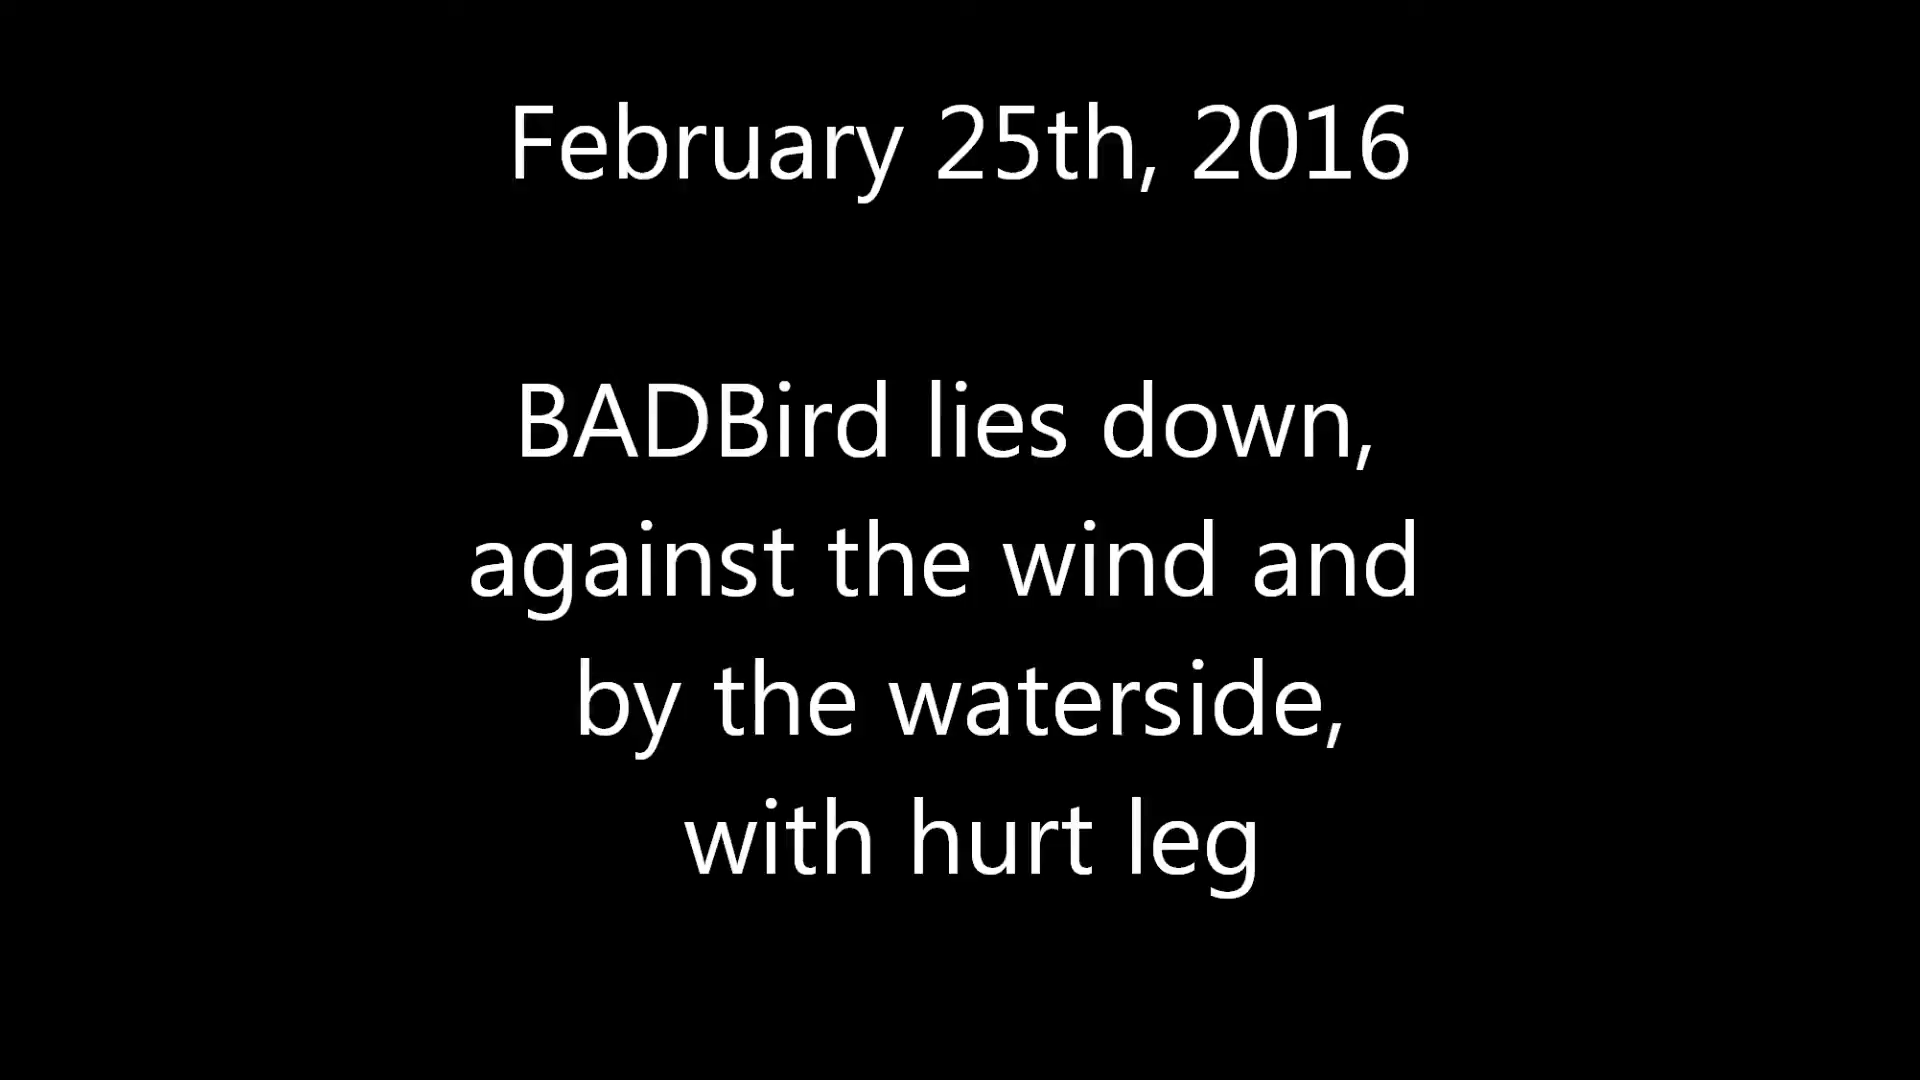 February 25th, 2016
BADBird lies down,
against the wind and
by the waterside,
with hurt leg